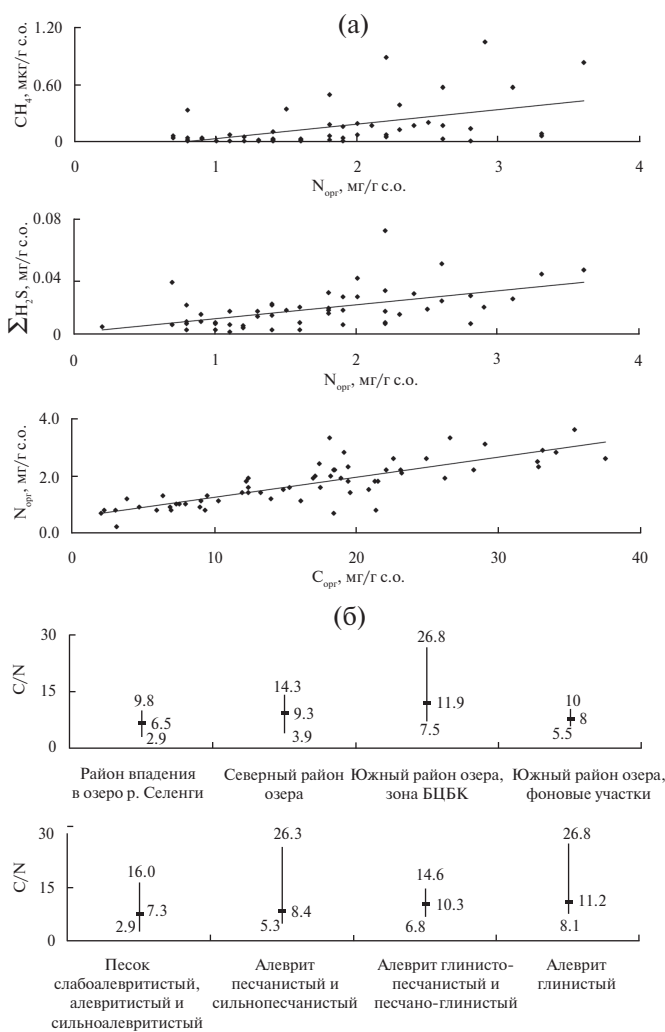 (а)
CH₄, мкг/г с.о.
1.20
0.60
0
0 1 2 3 4
Nорг, мг/г с.о.
∑H₂S, мг/г с.о.
0.08
0.04
0
0 1 2 3 4
Nорг, мг/г с.о.
Nорг, мг/г с.о.
4.0
2.0
0.0
0 10 20 30 40
Cорг, мг/г с.о.
(б)
C/N
30
15
0
9.8
6.5
2.9
14.3
9.3
3.9
26.8
11.9
7.5
10
8
5.5
Район впадения
в озеро р. Селенги
Северный район
озера
Южный район озера,
зона БЦБК
Южный район озера,
фоновые участки
C/N
30
15
0
16.0
7.3
2.9
26.3
8.4
5.3
14.6
10.3
6.8
26.8
11.2
8.1
Песок
слабоалевритистый,
алевритистый и
сильноалевритистый
Алеврит
песчанистый и
сильнопесчанистый
Алеврит глинисто-
песчанистый и
песчано-глинистый
Алеврит
глинистый